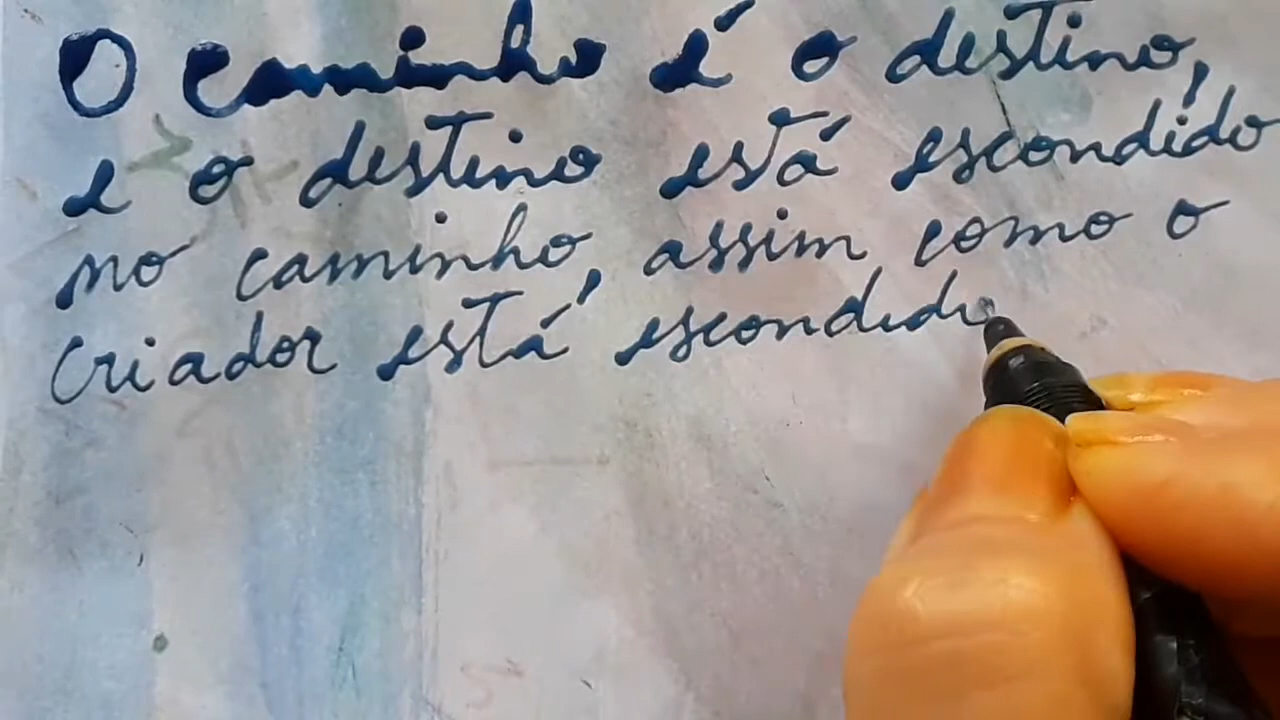 O caminho é o destino,
e o destino está escondido
no caminho, assim como o
criador está escondido